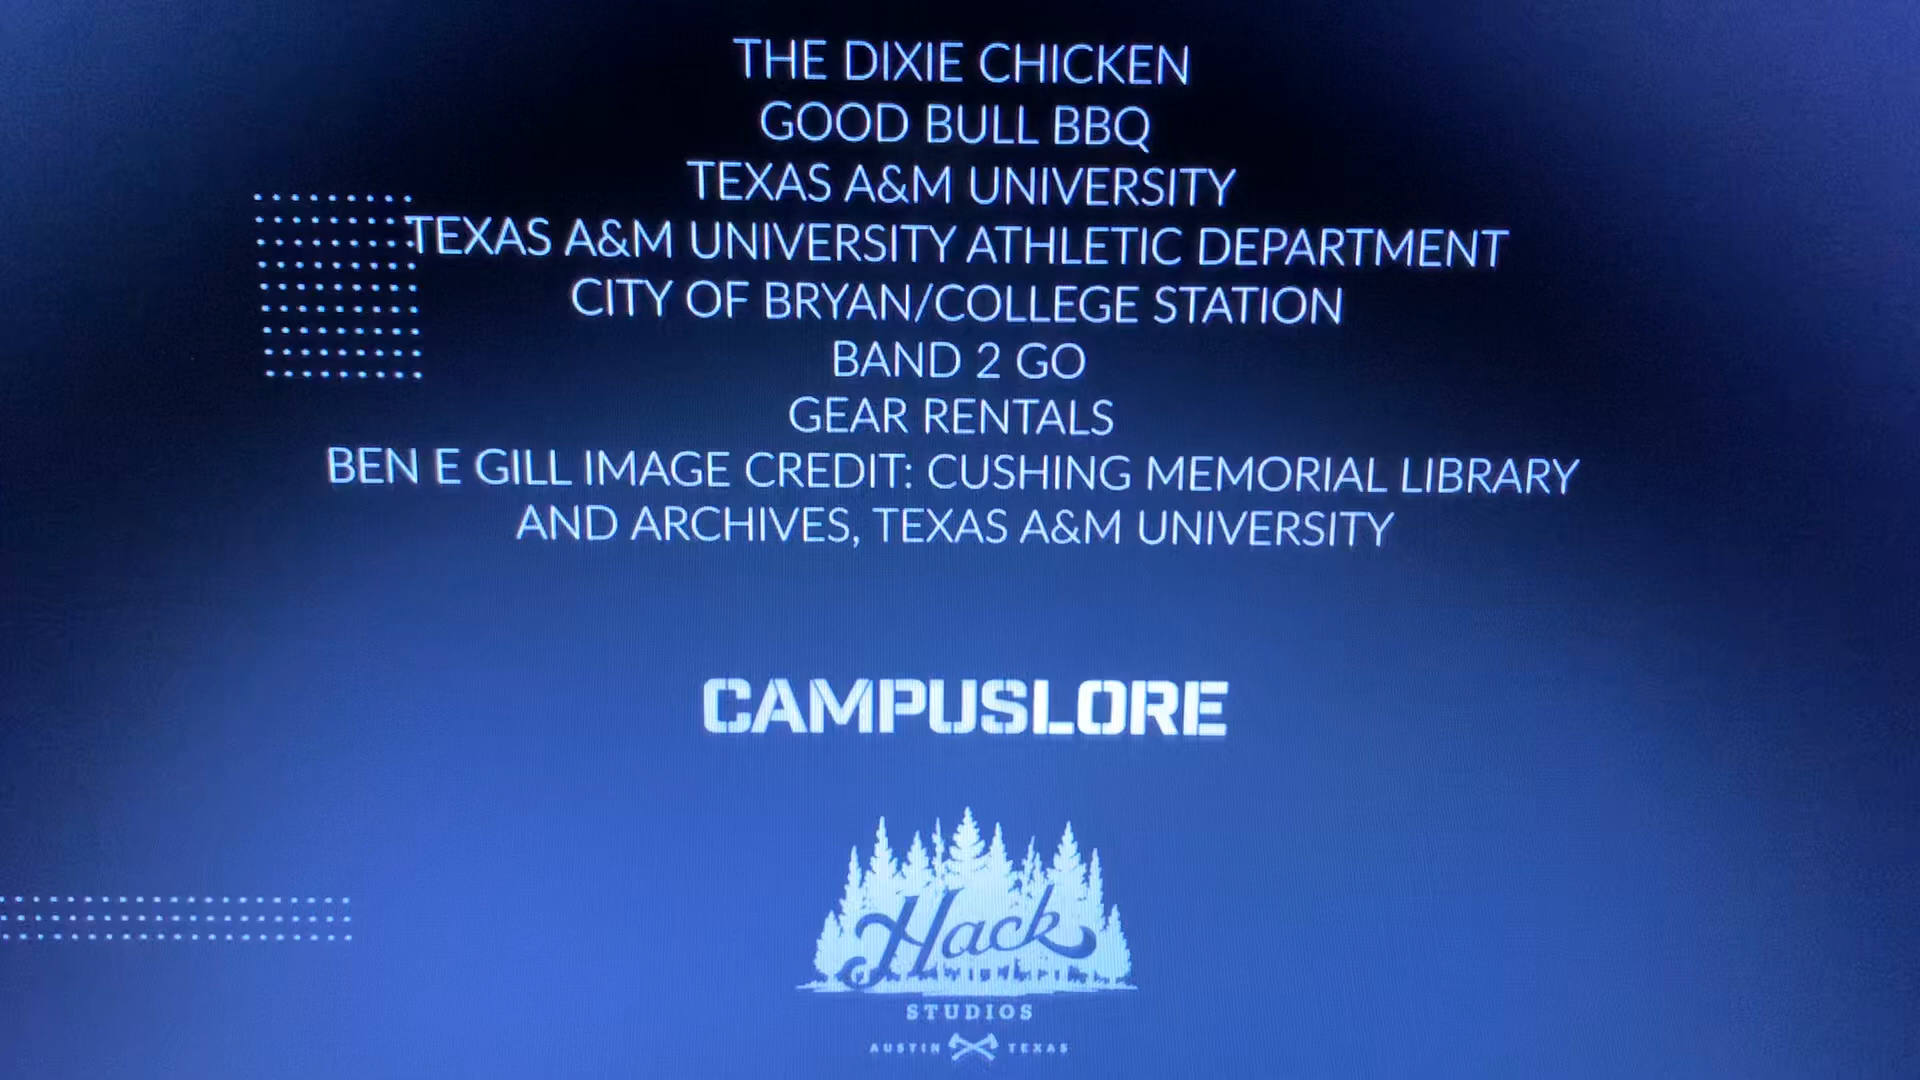 THE DIXIE CHICKEN
GOOD BULL BBQ
TEXAS A&M UNIVERSITY
TEXAS A&M UNIVERSITY ATHLETIC DEPARTMENT
CITY OF BRYAN/COLLEGE STATION
BAND 2 GO
GEAR RENTALS
BEN E GILL IMAGE CREDIT: CUSHING MEMORIAL LIBRARY
AND ARCHIVES, TEXAS A&M UNIVERSITY
CAMPUSLORE
Hack
STUDIOS
AUSTIN TEXAS